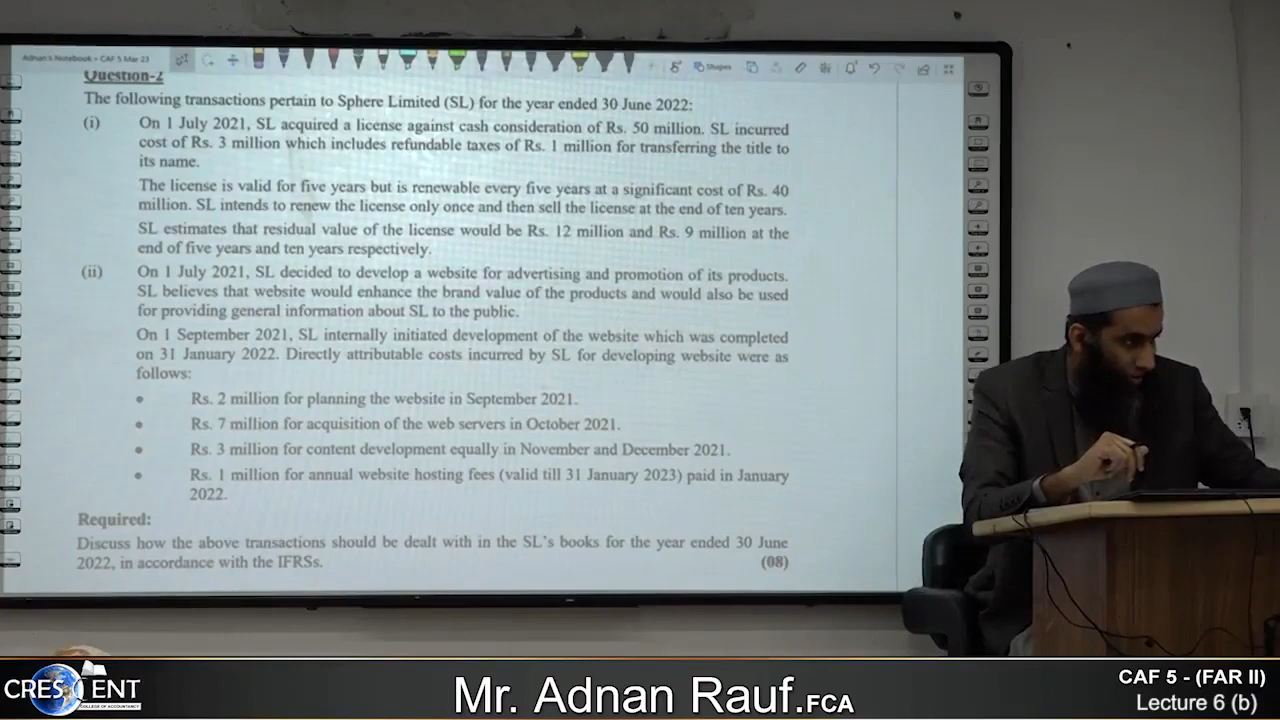 Adnan's Notebook > CAF 5 Mar 23
Shapes
Question-2
The following transactions pertain to Sphere Limited (SL) for the year ended 30 June 2022:
(i) On 1 July 2021, SL acquired a license against cash consideration of Rs. 50 million. SL incurred
cost of Rs. 3 million which includes refundable taxes of Rs. 1 million for transferring the title to
its name.
The license is valid for five years but is renewable every five years at a significant cost of Rs. 40
million. SL intends to renew the license only once and then sell the license at the end of ten years.
SL estimates that residual value of the license would be Rs. 12 million and Rs. 9 million at the
end of five years and ten years respectively.
(ii) On 1 July 2021, SL decided to develop a website for advertising and promotion of its products.
SL believes that website would enhance the brand value of the products and would also be used
for providing general information about SL to the public.
On 1 September 2021, SL internally initiated development of the website which was completed
on 31 January 2022. Directly attributable costs incurred by SL for developing website were as
follows:
• Rs. 2 million for planning the website in September 2021.
• Rs. 7 million for acquisition of the web servers in October 2021.
• Rs. 3 million for content development equally in November and December 2021.
• Rs. 1 million for annual website hosting fees (valid till 31 January 2023) paid in January
2022.
Required:
Discuss how the above transactions should be dealt with in the SL's books for the year ended 30 June
2022, in accordance with the IFRSs. (08)
CRESCENT
COLLEGE OF ACCOUNTANCY
Mr. Adnan Rauf.FCA
CAF 5 - (FAR II)
Lecture 6 (b)